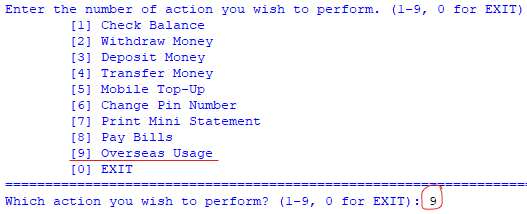 Enter the number of action you wish to perform. (1-9, 0 for EXIT)
[1] Check Balance
[2] Withdraw Money
[3] Deposit Money
[4] Transfer Money
[5] Mobile Top-Up
[6] Change Pin Number
[7] Print Mini Statement
[8] Pay Bills
[9] Overseas Usage
[0] EXIT
Which action you wish to perform? (1-9, 0 for EXIT): 9